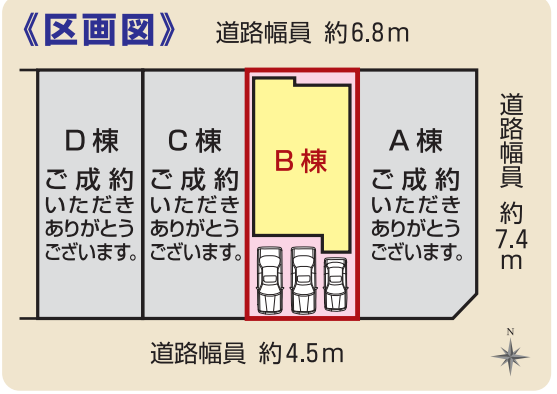 《区画図》
道路幅員 約6.8m
D棟
ご成約
いただき
ありがとう
ございます。
C棟
ご成約
いただき
ありがとう
ございます。
B棟
A棟
ご成約
いただき
ありがとう
ございます。
道路幅員 約7.4m
道路幅員 約4.5m
N